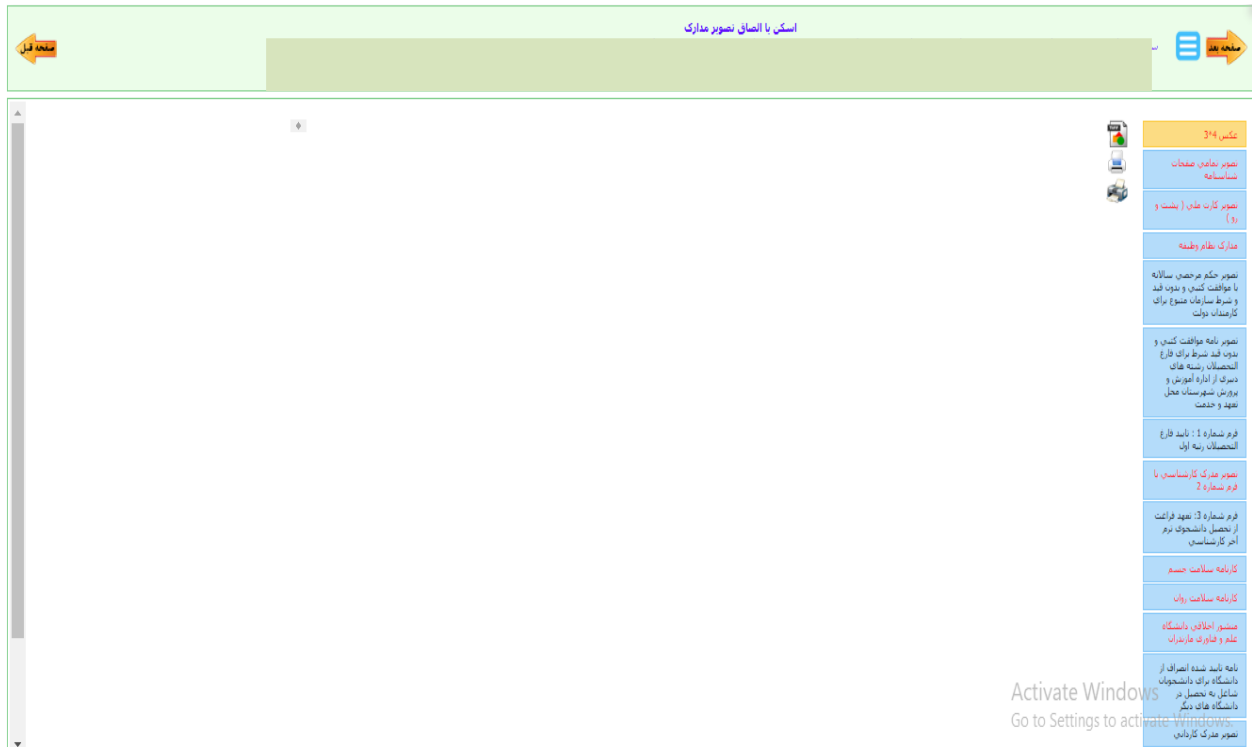 اسکن یا الصاق تصویر مدارک
صفحه بعد
صفحه قبل
عکس 4*3
تصویر تمامی صفحات
شناسنامه
تصویر کارت ملی ( پشت و
رو )
مدارک نظام وظیفه
تصویر حکم مرخصی سالانه
با موافقت کتبی و بدون قید
و شرط سازمان متبوع برای
کارمندان دولت
تصویر نامه موافقت کتبی و
بدون قید شرط برای فارغ
التحصیلان رشته های
دبیری از اداره آموزش و
پرورش شهرستان محل
تعهد و خدمت
فرم شماره 1 : تایید فارغ
التحصیلان رتبه اول
تصویر مدرک کارشناسی یا
فرم شماره 2
فرم شماره 3: تعهد فراغت
از تحصیل دانشجوی ترم
آخر کارشناسی
کارنامه سلامت جسم
کارنامه سلامت روان
منشور اخلاقی دانشگاه
علم و فناوری مازندران
نامه تایید شده انصراف از
دانشگاه برای دانشجویان
شاغل به تحصیل در
دانشگاه های دیگر
تصویر مدرک کاردانی
Activate Windows
Go to Settings to activate Windows.